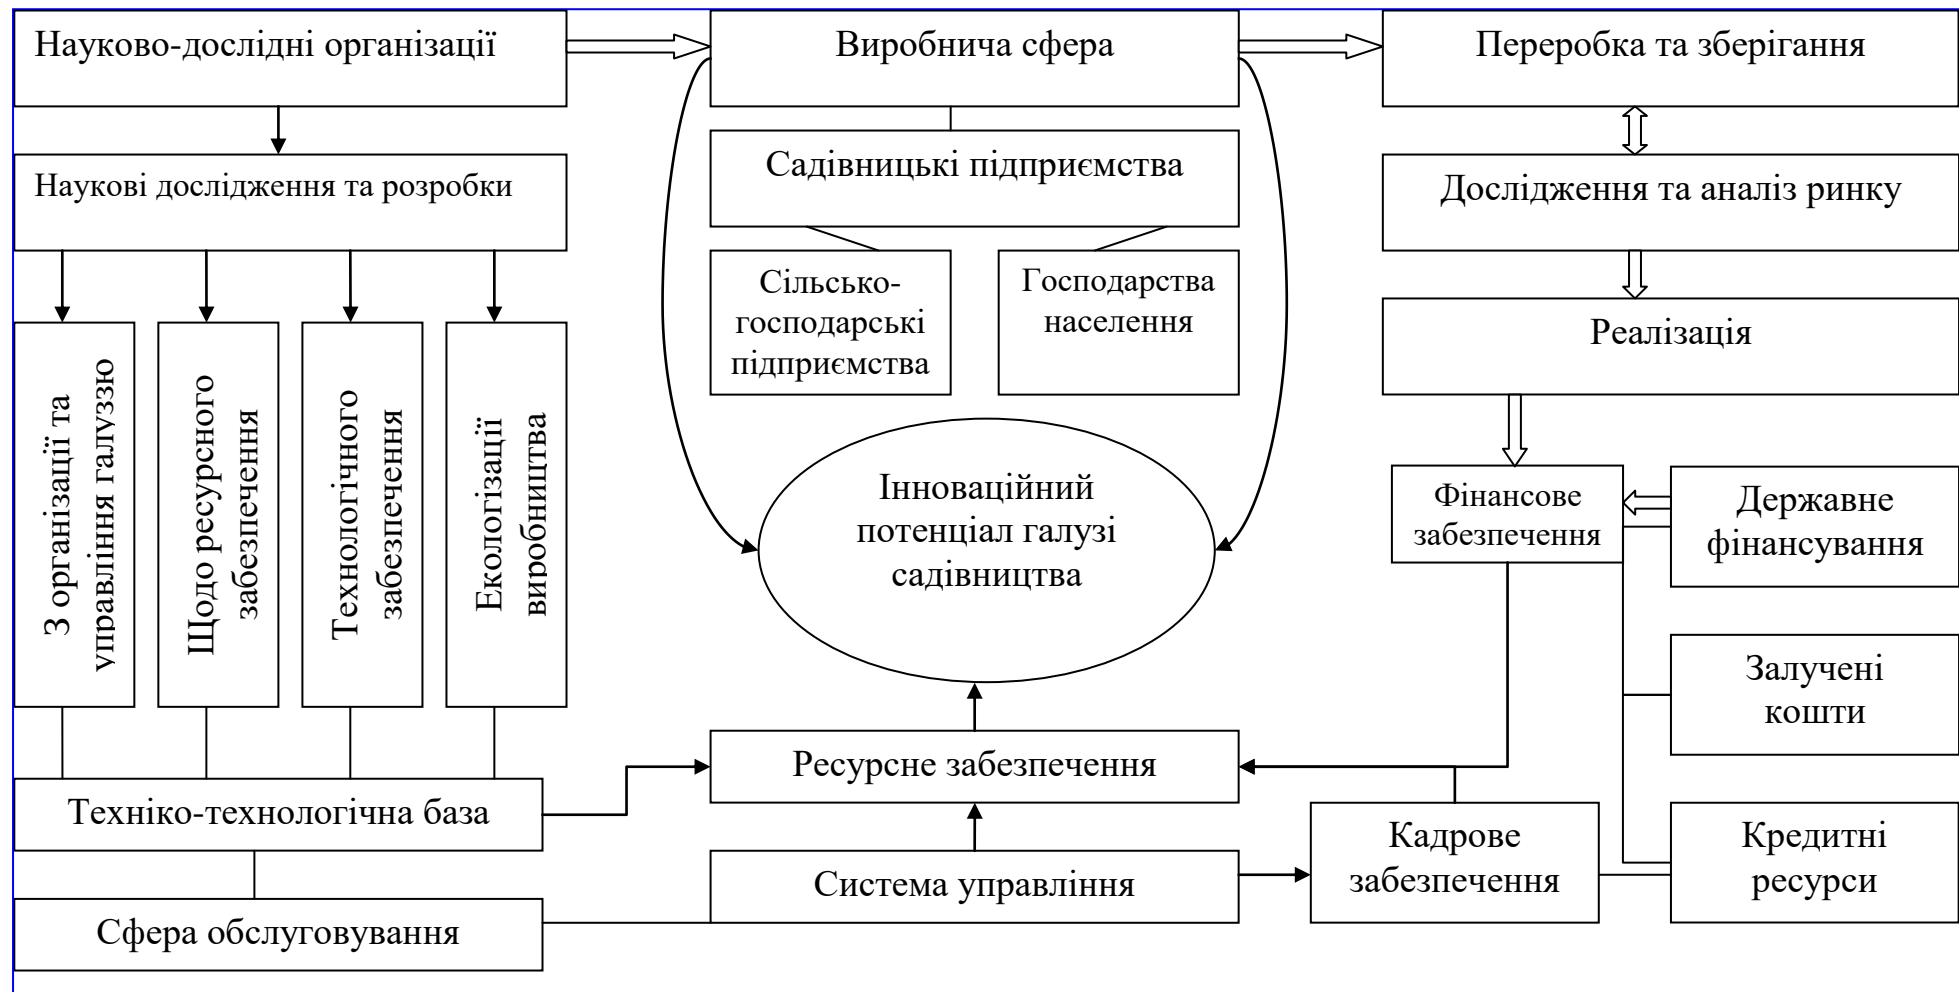 Науково-дослідні організації
Виробнича сфера
Переробка та зберігання
Наукові дослідження та розробки
Садівницькі підприємства
Дослідження та аналіз ринку
Сільсько-
господарські
підприємства
Господарства
населення
Реалізація
З організації та
управління галуззю
Щодо ресурсного
забезпечення
Технологічного
забезпечення
Екологізації
виробництва
Інноваційний
потенціал галузі
садівництва
Фінансове
забезпечення
Державне
фінансування
Залучені
кошти
Ресурсне забезпечення
Техніко-технологічна база
Кадрове
забезпечення
Кредитні
ресурси
Система управління
Сфера обслуговування